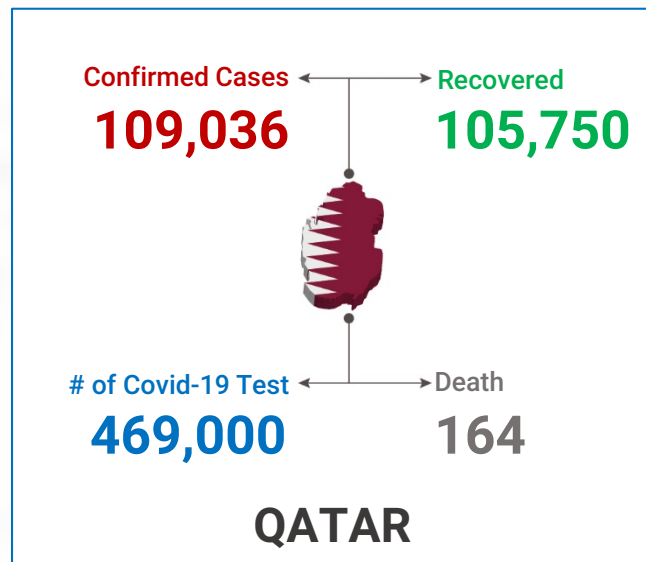 Confirmed Cases
109,036
Recovered
105,750
# of Covid-19 Test
469,000
Death
164
QATAR